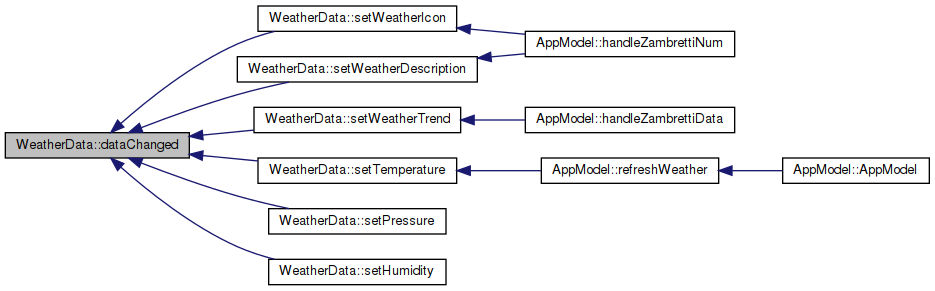 WeatherData::setWeatherIcon
AppModel::handleZambrettiNum
WeatherData::setWeatherDescription
WeatherData::setWeatherTrend
AppModel::handleZambrettiData
WeatherData::dataChanged
WeatherData::setTemperature
AppModel::refreshWeather
AppModel::AppModel
WeatherData::setPressure
WeatherData::setHumidity